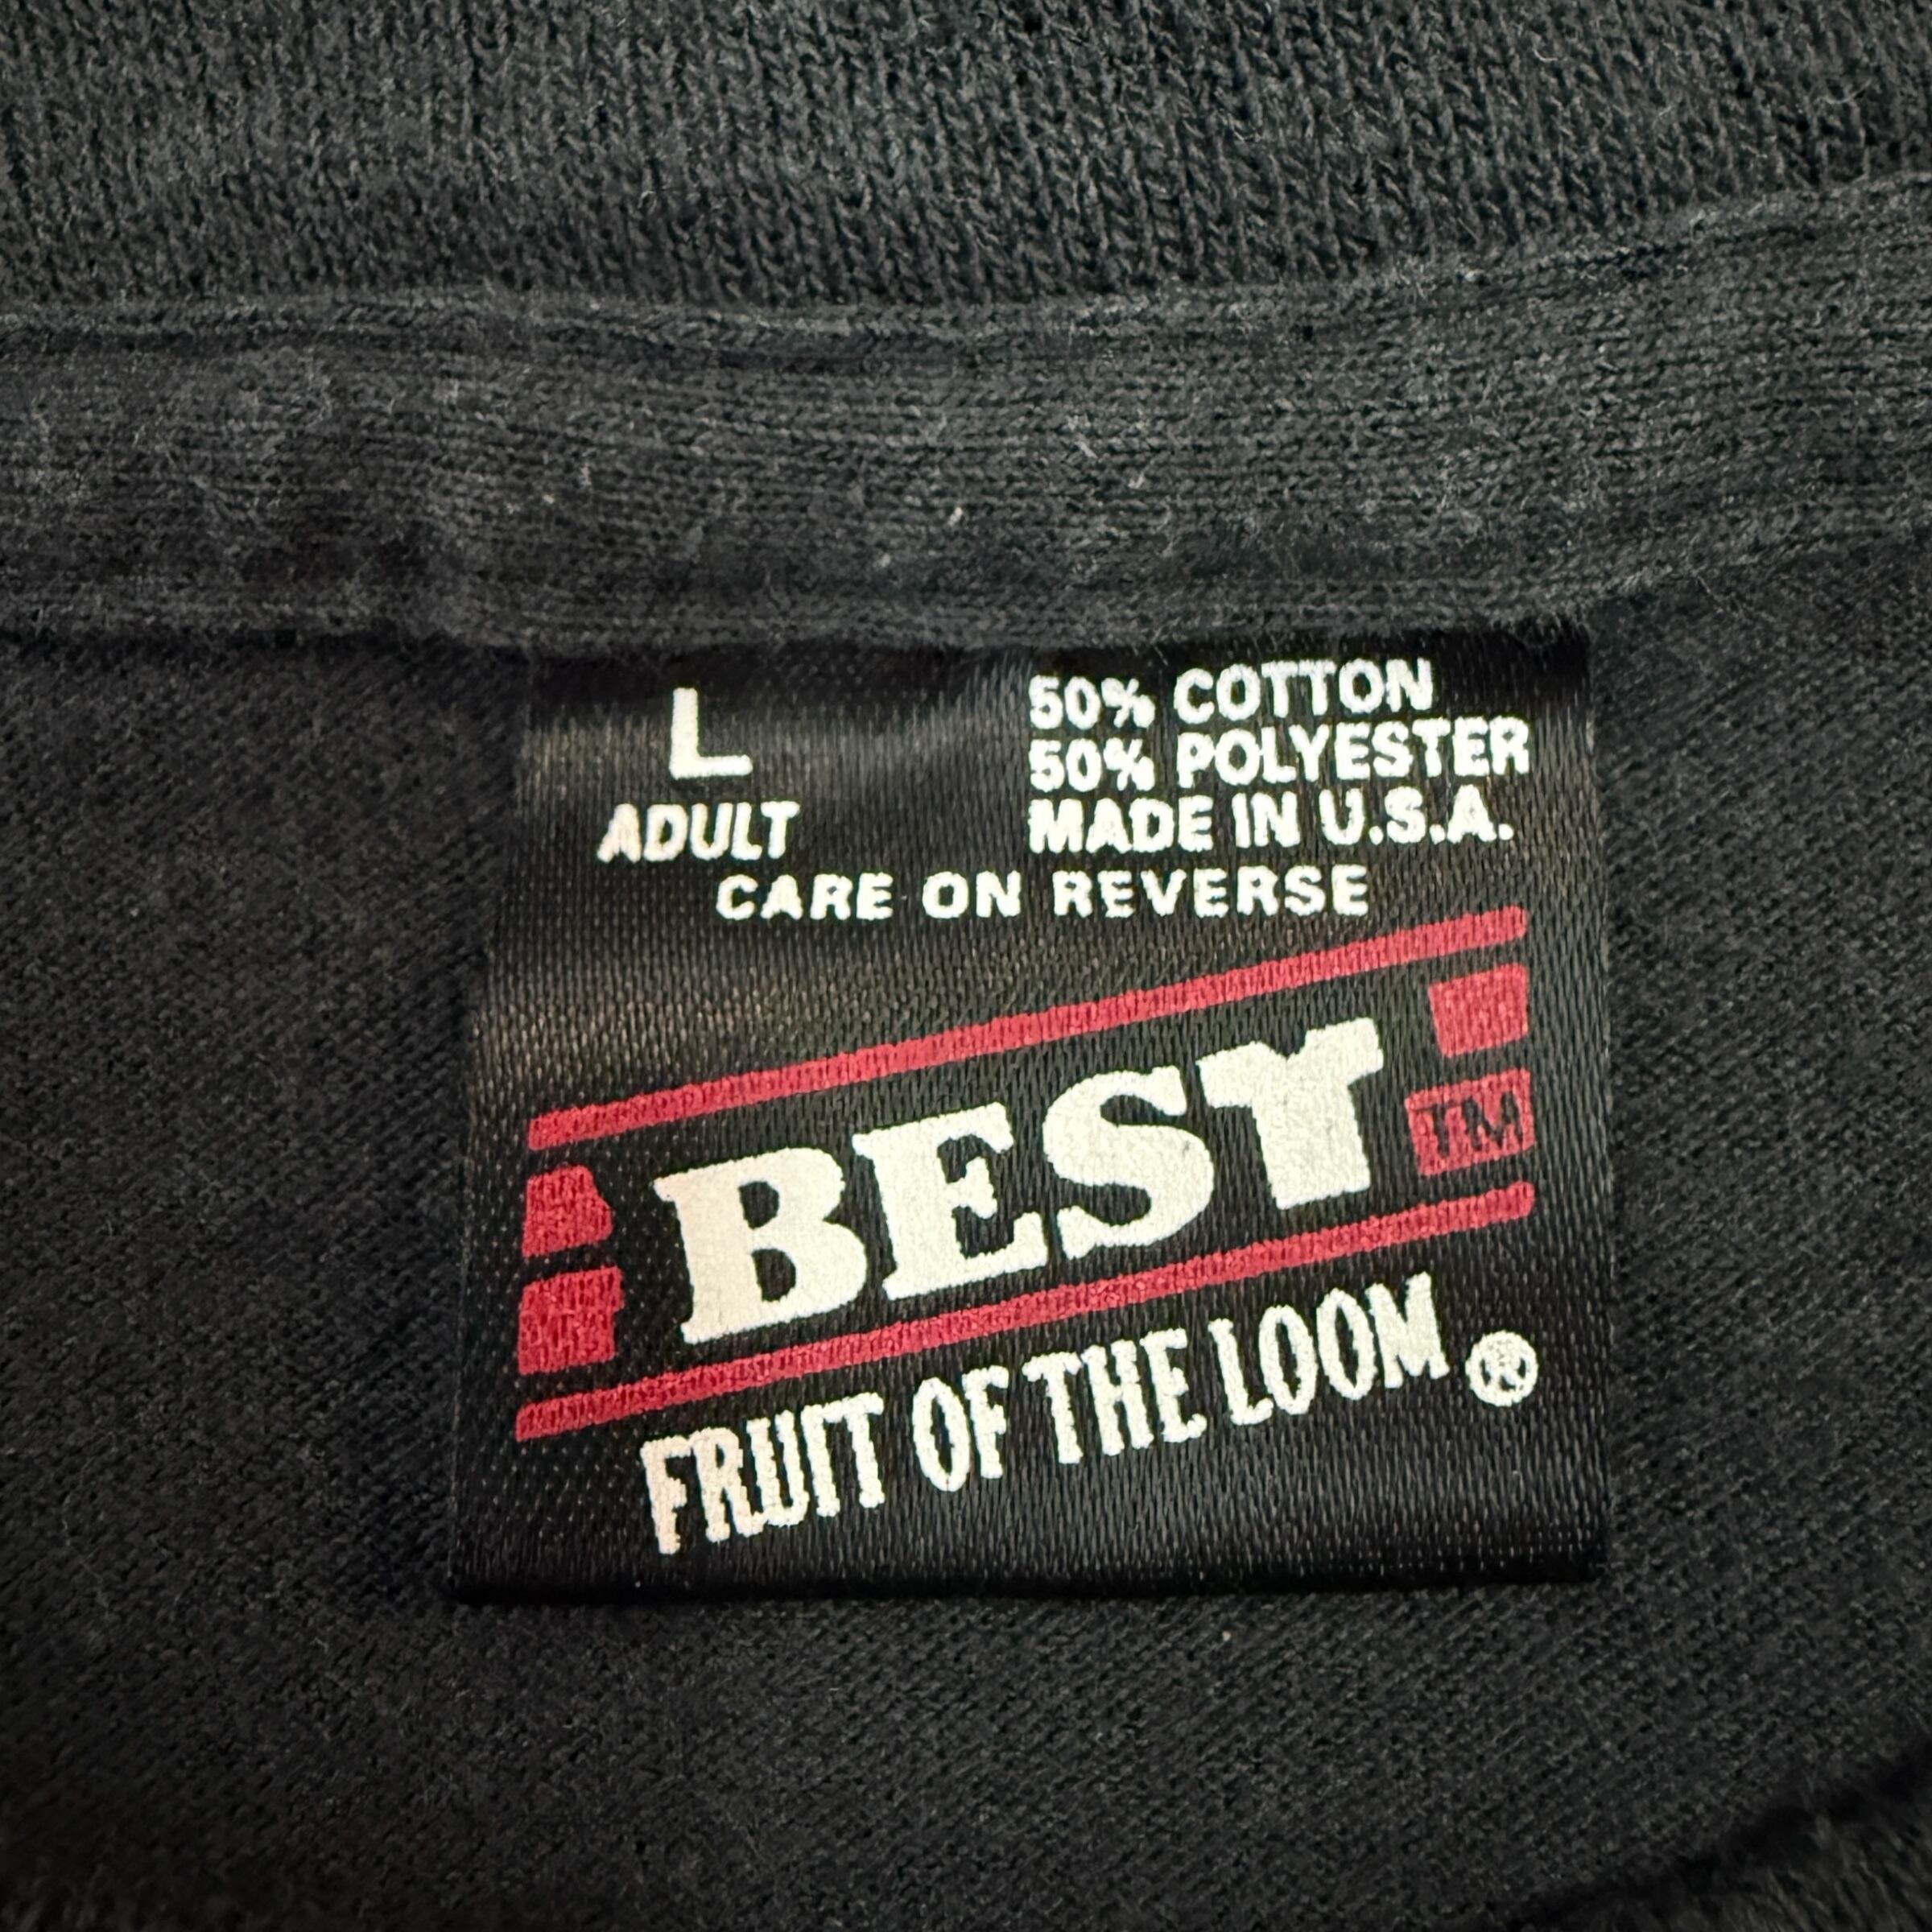 L
ADULT
50% COTTON
50% POLYESTER
MADE IN U.S.A.
CARE ON REVERSE
BEST
TM
FRUIT OF THE LOOM ®